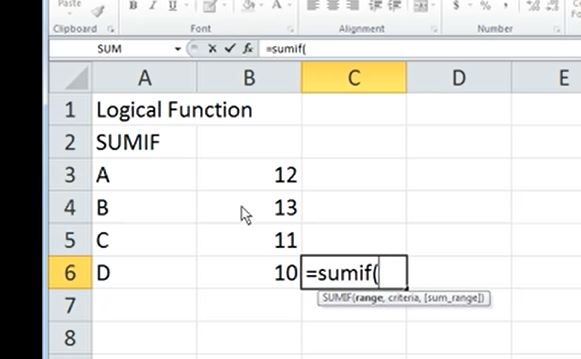 Paste
B I U
$ % ,
Clipboard Font Alignment Number
SUM =sumif(
A B C D E
1 Logical Function
2 SUMIF
3 A 12
4 B 13
5 C 11
6 D 10 =sumif(
SUMIF(range, criteria, [sum_range])
7
8